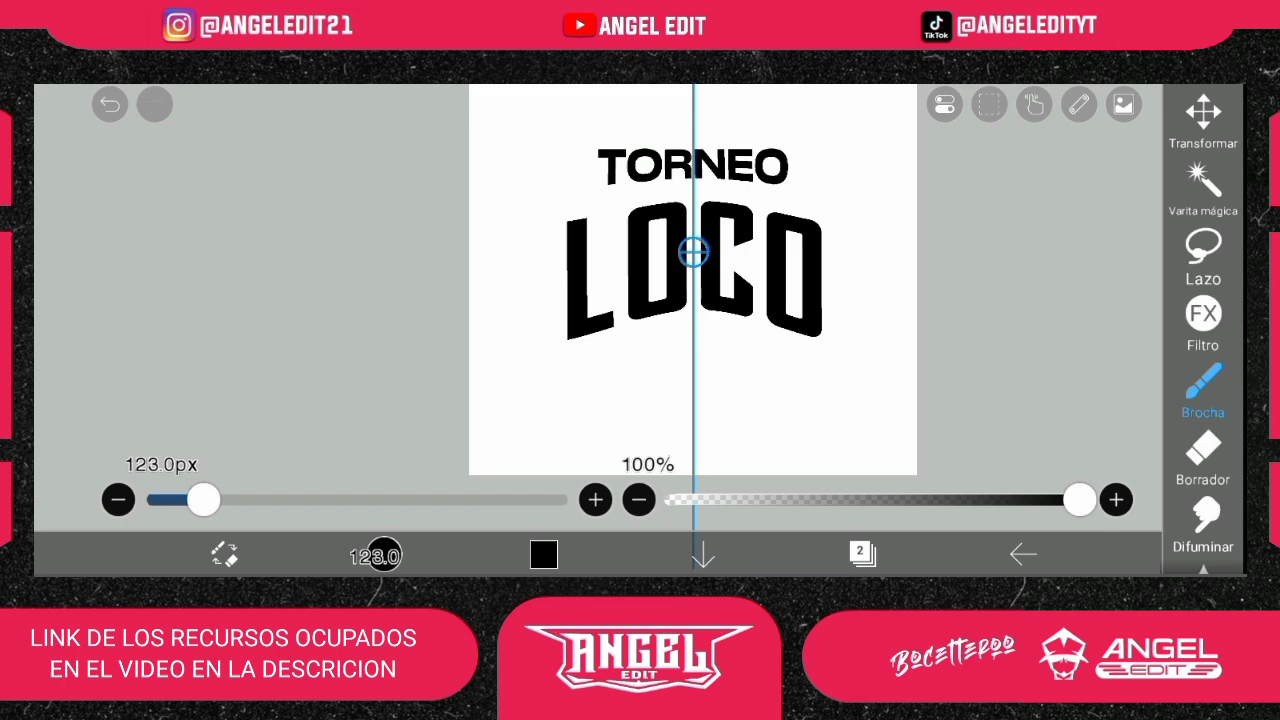 @ANGELEDIT21
ANGEL EDIT
TikTok
@ANGELEDITYT
TORNEO
LOCO
Transformar
Varita mágica
Lazo
FX
Filtro
Brocha
Borrador
Difuminar
123.0px
100%
123.0
2
LINK DE LOS RECURSOS OCUPADOS
EN EL VIDEO EN LA DESCRICION
ANGEL
EDIT
BOCETTEROO
ANGEL
EDIT